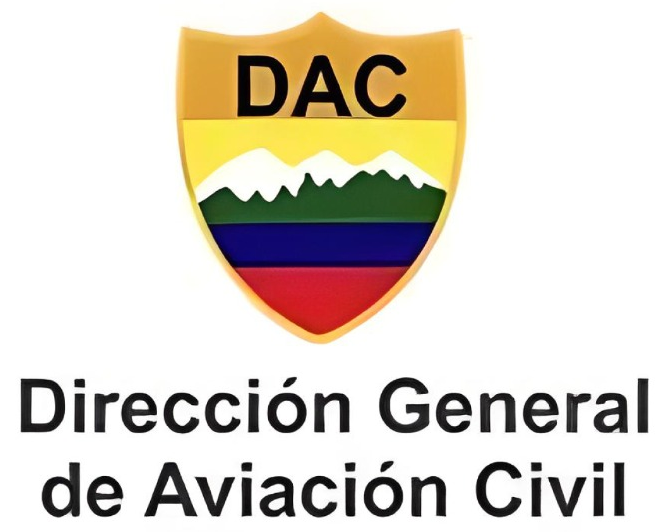 DAC
Dirección General
de Aviación Civil